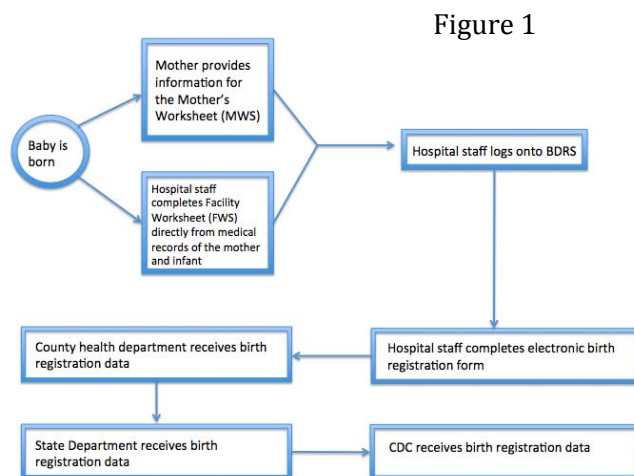 Figure 1
Mother provides
information for
the Mother's
Worksheet (MWS)
Baby is
born
Hospital staff
completes Facility
Worksheet (FWS)
directly from medical
records of the mother
and infant
Hospital staff logs onto BDRS
County health department receives birth
registration data
Hospital staff completes electronic birth
registration form
State Department receives birth
registration data
CDC receives birth registration data